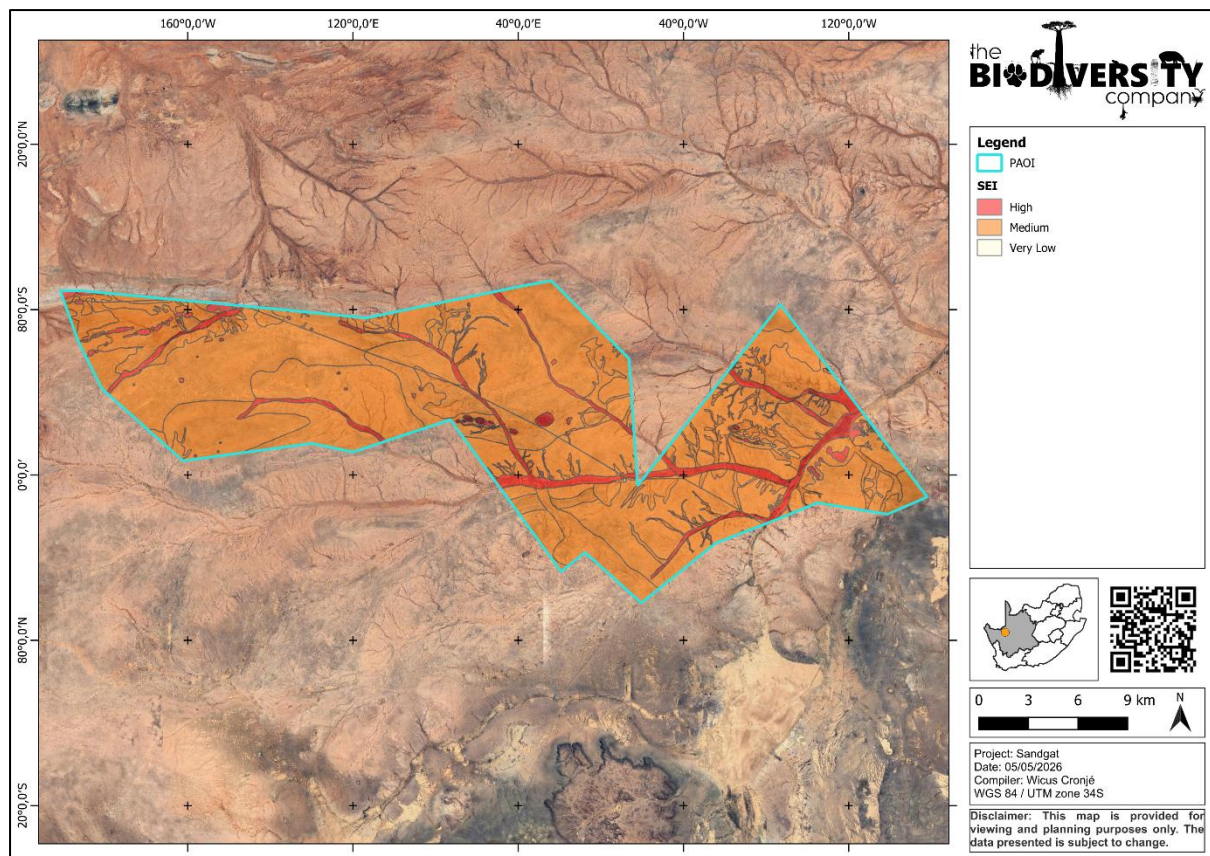 160°0,0'W 120°0,0'W 4°00,0'E 40°0,0'W 120°0,0'W
20°0,0'N
80°0,0'S
0°0,0'
80°0,0'N
20°0,0'S
the
BIODIVERSITY
company
Legend
PAOI
SEI
High
Medium
Very Low
0 3 6 9 km
N
Project: Sandgat
Date: 05/05/2026
Compiler: Wicus Cronjé
WGS 84 / UTM zone 34S
Disclaimer: This map is provided for
viewing and planning purposes only. The
data presented is subject to change.